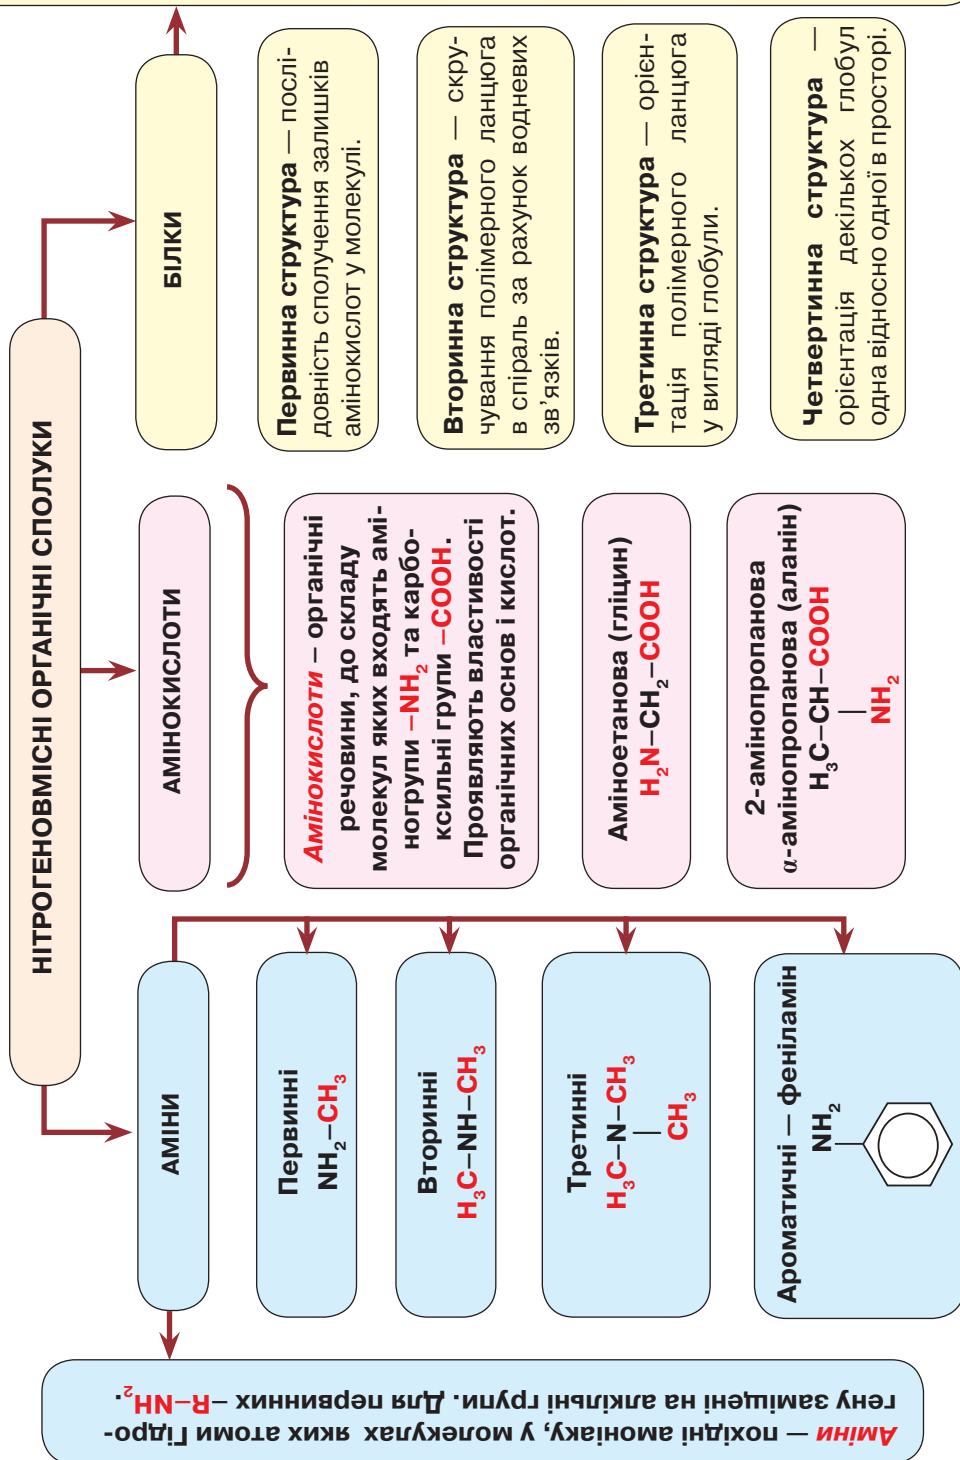 НІТРОГЕНОВМІСНІ ОРГАНІЧНІ СПОЛУКИ
АМІНИ
Аміни — похідні амоніаку, у молекулах яких атоми Гідро-
гену заміщені на алкільні групи. Для первинних –R–NH₂.
Первинні
NH₂–CH₃
Вторинні
H₃C–NH–CH₃
Третинні
H₃C–N–CH₃
|
CH₃
Ароматичні — феніламін
NH₂
АМІНОКИСЛОТИ
Амінокислоти – органічні
речовини, до складу
молекул яких входять амі-
ногрупи –NH₂ та карбо-
ксильні групи –COOH.
Проявляють властивості
органічних основ і кислот.
Аміноетанова (гліцин)
H₂N–CH₂–COOH
2-амінопропанова
α-амінопропанова (аланін)
H₃C–CH–COOH
|
NH₂
БІЛКИ
Первинна структура — послі-
довність сполучення залишків
амінокислот у молекулі.
Вторинна структура — скру-
чування полімерного ланцюга
в спіраль за рахунок водневих
зв’язків.
Третинна структура — орієн-
тація полімерного ланцюга
у вигляді глобули.
Четвертинна структура —
орієнтація декількох глобул
одна відносно одної в просторі.